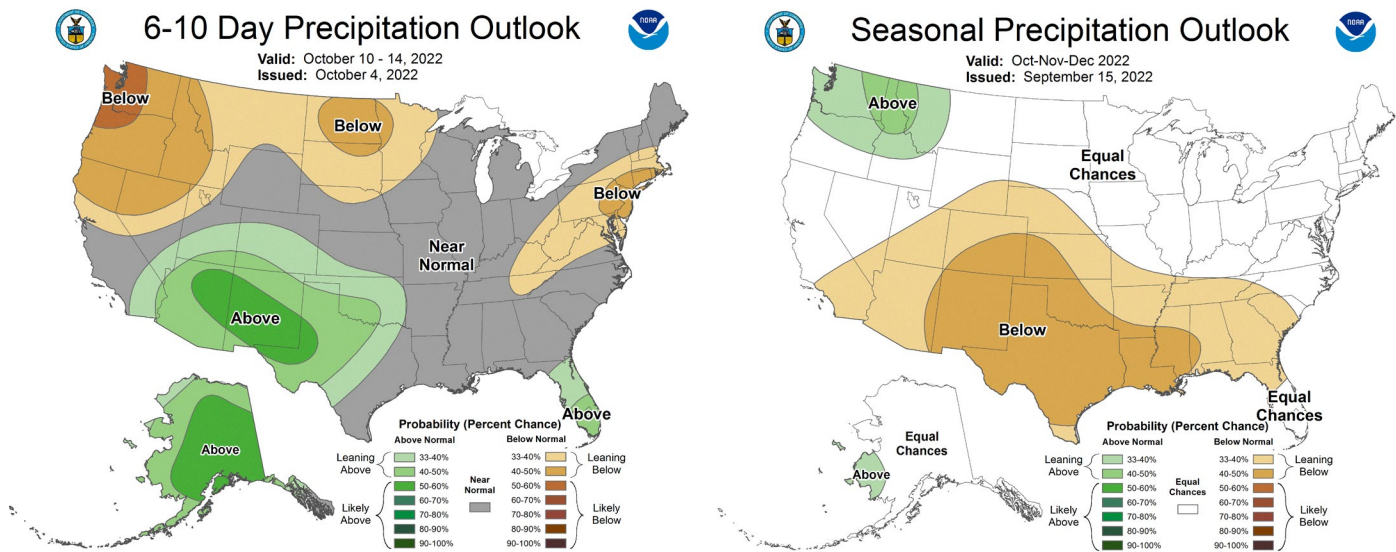 6-10 Day Precipitation Outlook
NOAA
Valid: October 10 - 14, 2022
Issued: October 4, 2022
Below
Below
Below
Near
Normal
Above
Above
Above
Probability (Percent Chance)
Above Normal
Below Normal
Leaning
Above
33-40%
40-50%
Likely
Above
50-60%
60-70%
70-80%
80-90%
90-100%
Near
Normal
33-40%
40-50%
Leaning
Below
50-60%
60-70%
70-80%
80-90%
90-100%
Likely
Below
Seasonal Precipitation Outlook
NOAA
Valid: Oct-Nov-Dec 2022
Issued: September 15, 2022
Above
Equal
Chances
Below
Equal
Chances
Equal
Chances
Above
Probability (Percent Chance)
Above Normal
Below Normal
Leaning
Above
33-40%
40-50%
Likely
Above
50-60%
60-70%
70-80%
80-90%
90-100%
Equal
Chances
33-40%
40-50%
Leaning
Below
50-60%
60-70%
70-80%
80-90%
90-100%
Likely
Below